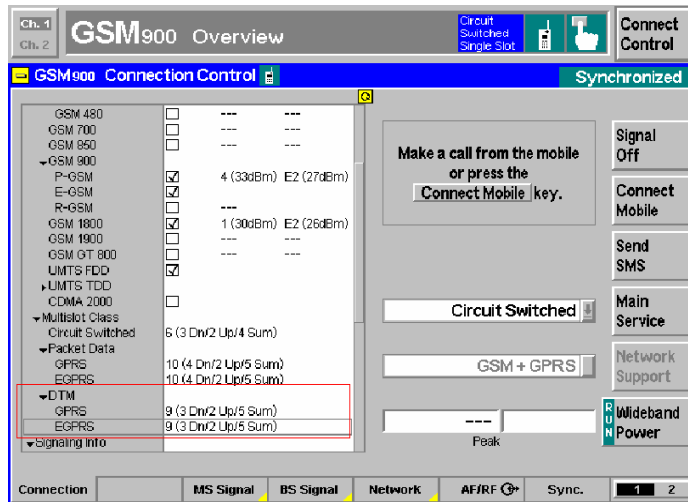 Ch. 1
Ch. 2
GSM900 Overview
Circuit
Switched
Single Slot
Connect
Control
GSM900 Connection Control
Synchronized
GSM 480 --- ---
GSM 700 --- ---
GSM 850 --- ---
GSM 900
P-GSM 4 (33dBm) E2 (27dBm)
E-GSM
R-GSM ---
GSM 1800 1 (30dBm) E2 (26dBm)
GSM 1900 --- ---
GSM GT 800 --- ---
UMTS FDD
UMTS TDD
CDMA 2000
Multislot Class
Circuit Switched 6 (3 Dn/2 Up/4 Sum)
Packet Data
GPRS 10 (4 Dn/2 Up/5 Sum)
EGPRS 10 (4 Dn/2 Up/5 Sum)
DTM
GPRS 9 (3 Dn/2 Up/5 Sum)
EGPRS 9 (3 Dn/2 Up/5 Sum)
Signaling Info
Make a call from the mobile
or press the
Connect Mobile key.
Circuit Switched
GSM + GPRS
---
Peak
Signal
Off
Connect
Mobile
Send
SMS
Main
Service
Network
Support
RUN
Wideband
Power
Connection
MS Signal
BS Signal
Network
AF/RF
Sync.
1 2